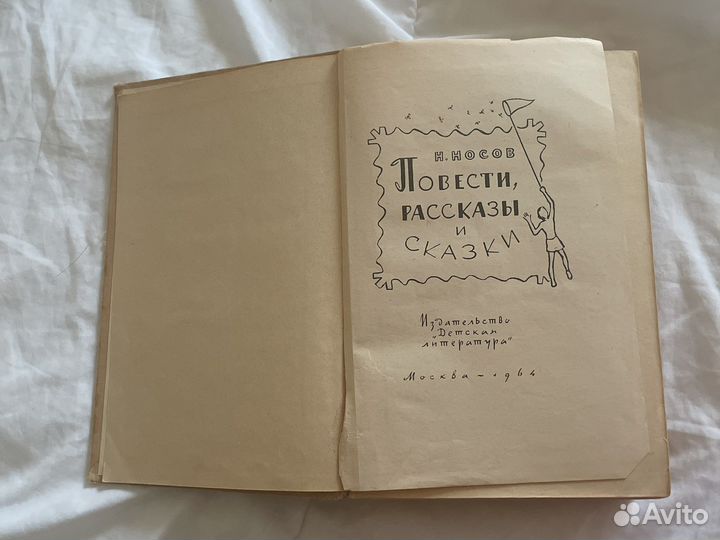 Н. НОСОВ
ПОВЕСТИ,
РАССКАЗЫ
И
СКАЗКИ
Издательство
„Детская
литература"
Москва - 1964
Avito